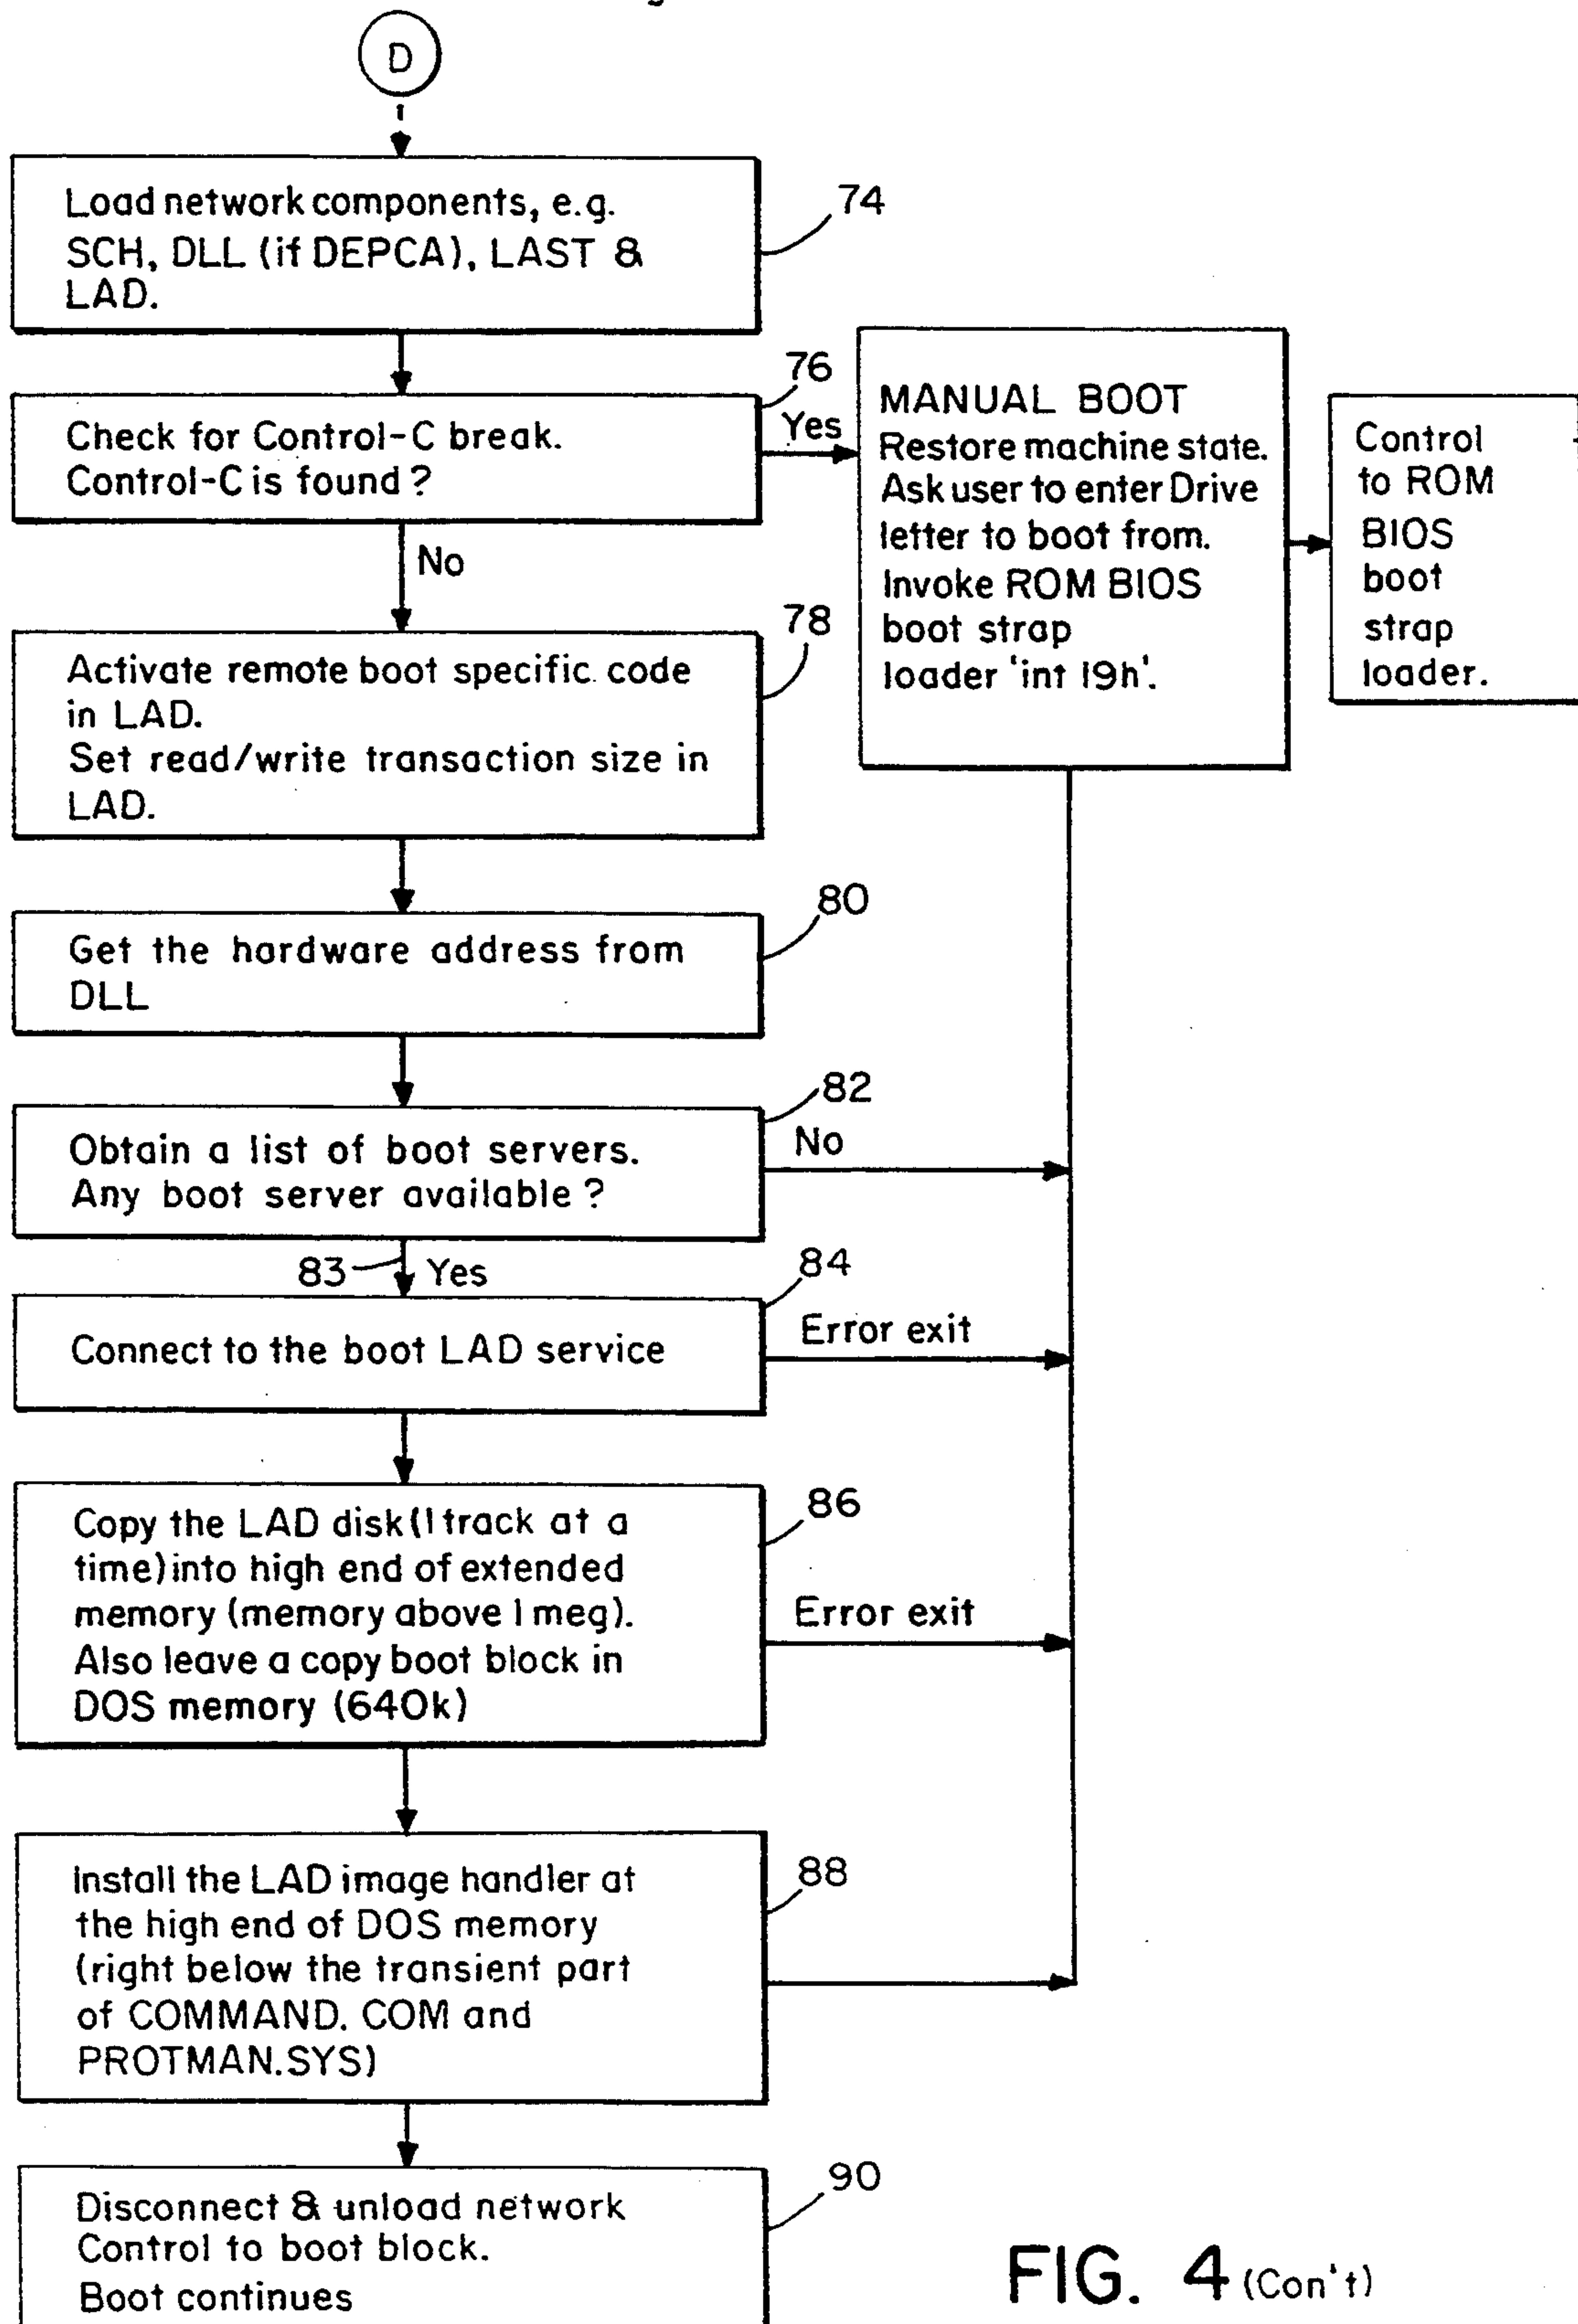 D
Load network components, e.g.
SCH, DLL (if DEPCA), LAST &
LAD.
74
Check for Control-C break.
Control-C is found?
76
Yes
No
MANUAL BOOT
Restore machine state.
Ask user to enter Drive
letter to boot from.
Invoke ROM BIOS
boot strap
loader 'int 19h'.
Control
to ROM
BIOS
boot
strap
loader.
Activate remote boot specific code
in LAD.
Set read/write transaction size in
LAD.
78
Get the hardware address from
DLL
80
Obtain a list of boot servers.
Any boot server available?
82
No
83
Yes
Connect to the boot LAD service
84
Error exit
Copy the LAD disk (1 track at a
time) into high end of extended
memory (memory above 1 meg).
Also leave a copy boot block in
DOS memory (640k)
86
Error exit
Install the LAD image handler at
the high end of DOS memory
(right below the transient part
of COMMAND. COM and
PROTMAN.SYS)
88
Disconnect & unload network
Control to boot block.
Boot continues
90
FIG. 4 (Con't)